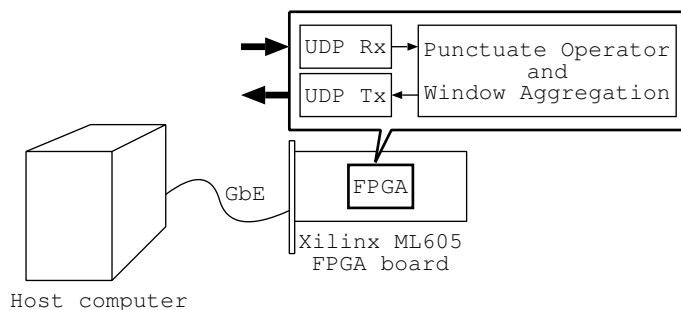 UDP Rx
UDP Tx
Punctuate Operator
and
Window Aggregation
FPGA
GbE
Xilinx ML605
FPGA board
Host computer